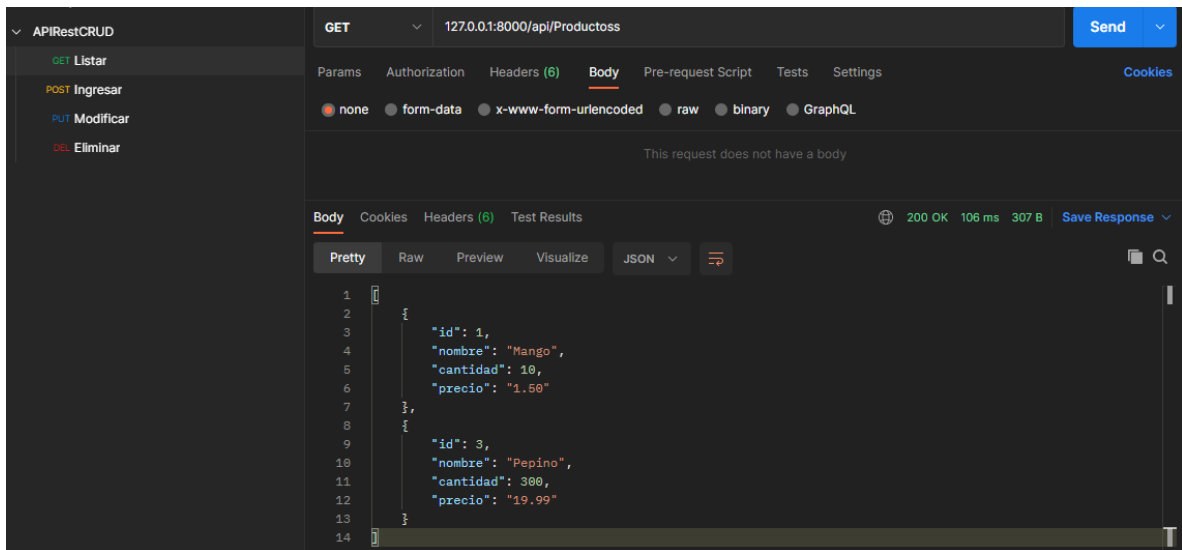 APIRestCRUD
GET Listar
POST Ingresar
PUT Modificar
DEL Eliminar
GET 127.0.0.1:8000/api/Productoss Send
Params Authorization Headers (6) Body Pre-request Script Tests Settings Cookies
none form-data x-www-form-urlencoded raw binary GraphQL
This request does not have a body
Body Cookies Headers (6) Test Results 200 OK 106 ms 307 B Save Response
Pretty Raw Preview Visualize JSON
1 [
2 {
3 "id": 1,
4 "nombre": "Mango",
5 "cantidad": 10,
6 "precio": "1.50"
7 },
8 {
9 "id": 3,
10 "nombre": "Pepino",
11 "cantidad": 300,
12 "precio": "19.99"
13 }
14 ]